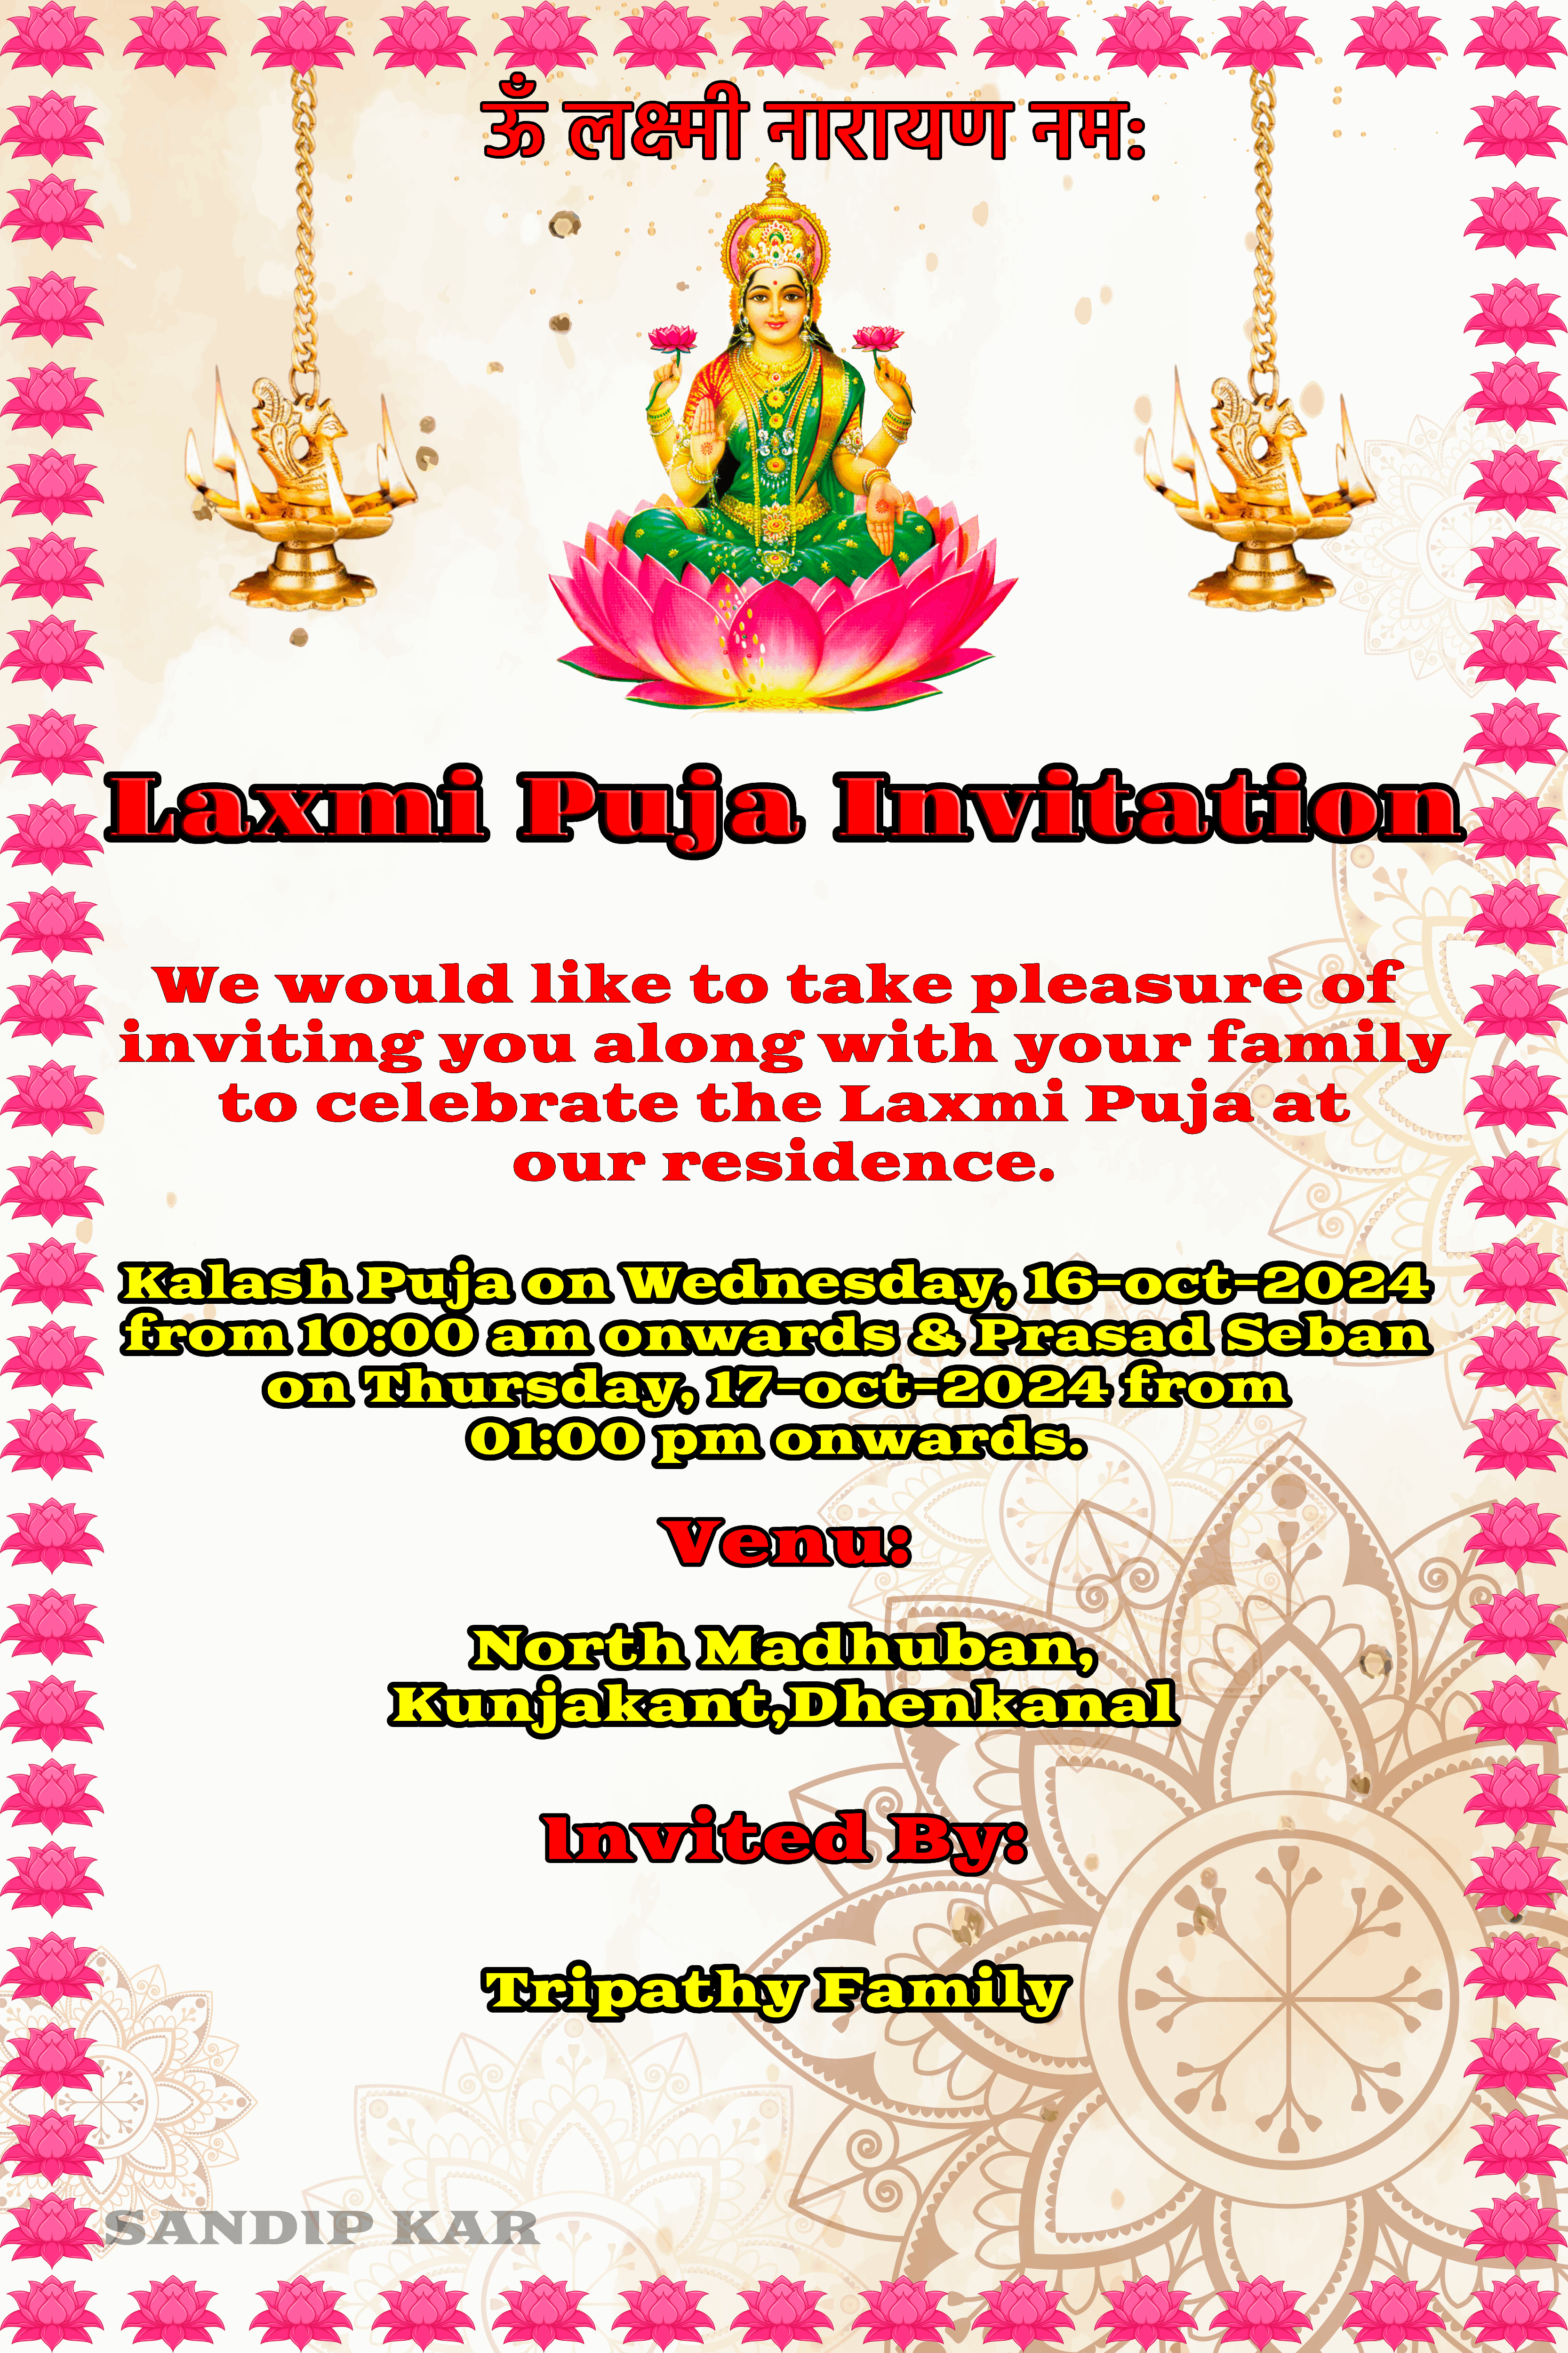 ॐ लक्ष्मी नारायण नम:
Laxmi Puja Invitation
We would like to take pleasure of
inviting you along with your family
to celebrate the Laxmi Puja at
our residence.
Kalash Puja on Wednesday, 16-oct-2024
from 10:00 am onwards & Prasad Seban
on Thursday, 17-oct-2024 from
01:00 pm onwards.
Venu:
North Madhuban,
Kunjakant,Dhenkanal
Invited By:
Tripathy Family
SANDIP KAR